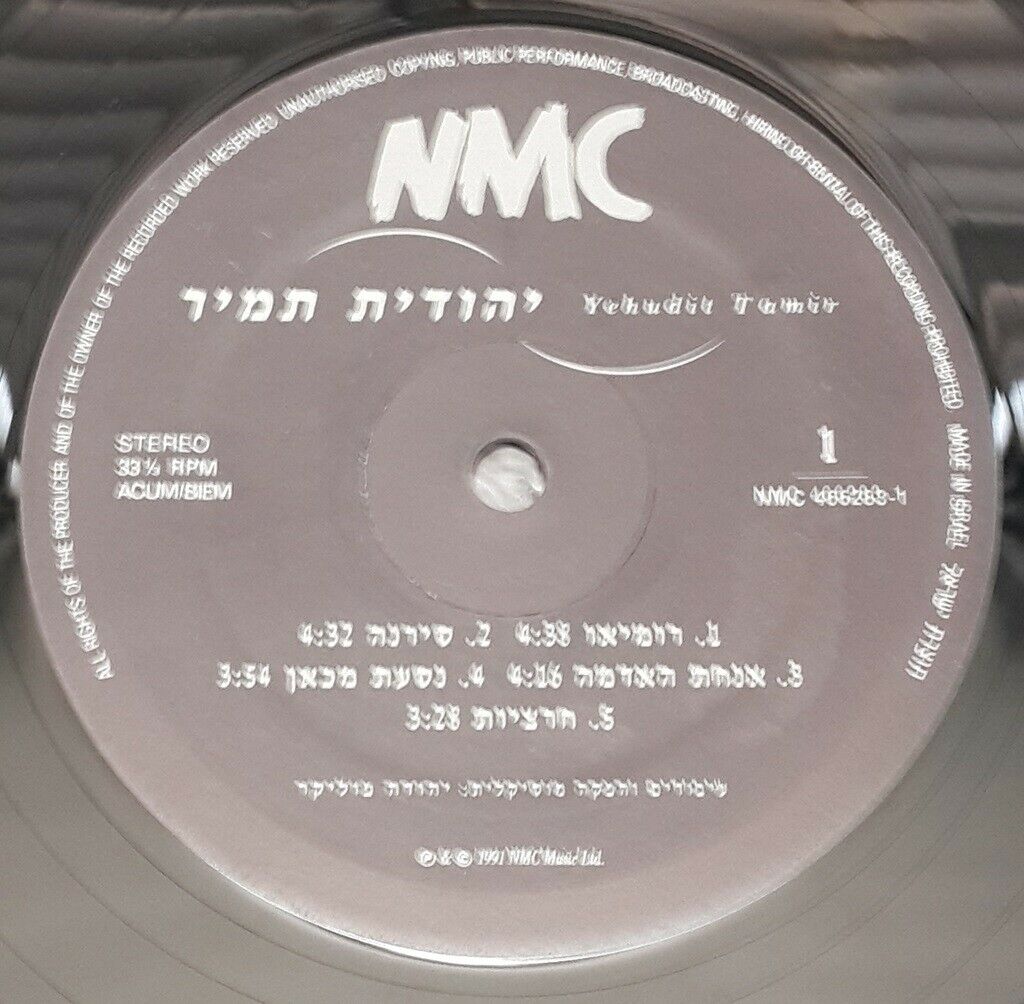 ALL RIGHTS OF THE PRODUCER AND OF THE OWNER OF THE RECORDED WORK RESERVED UNAUTHORISED COPYING, PUBLIC PERFORMANCE, BROADCASTING, HIRING OR RENTAL OF THIS RECORDING PROHIBITED MADE IN ISRAEL תוצרת ישראל
NMC
יהודית תמיר Yehudit Tamir
STEREO
33⅓ RPM
ACUM/BIEM
1
NMC
1. רומיאו 4:38 2. סירנה 4:32
3. אנחת האדמה 4:16 4. נסעת מכאן 3:54
5. חרציות 3:28
עיבודים והפקה מוסיקלית: יהודה פוליקר
℗ & © 1991 NMC Music Ltd.